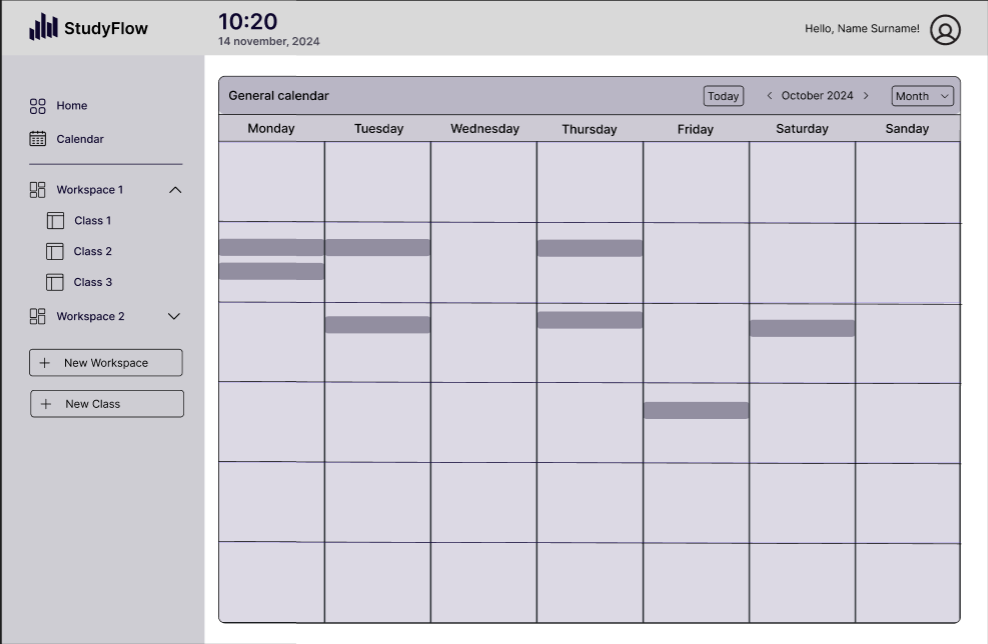 StudyFlow
10:20
14 november, 2024
Hello, Name Surname!
Home
Calendar
Workspace 1
Class 1
Class 2
Class 3
Workspace 2
New Workspace
New Class
General calendar
Today
October 2024
Month
Monday Tuesday Wednesday Thursday Friday Saturday Sanday